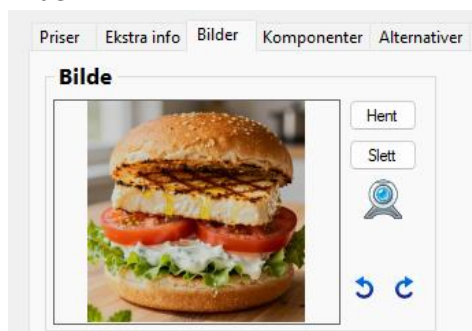 Priser Ekstra info Bilder Komponenter Alternativer
Bilde
Hent
Slett